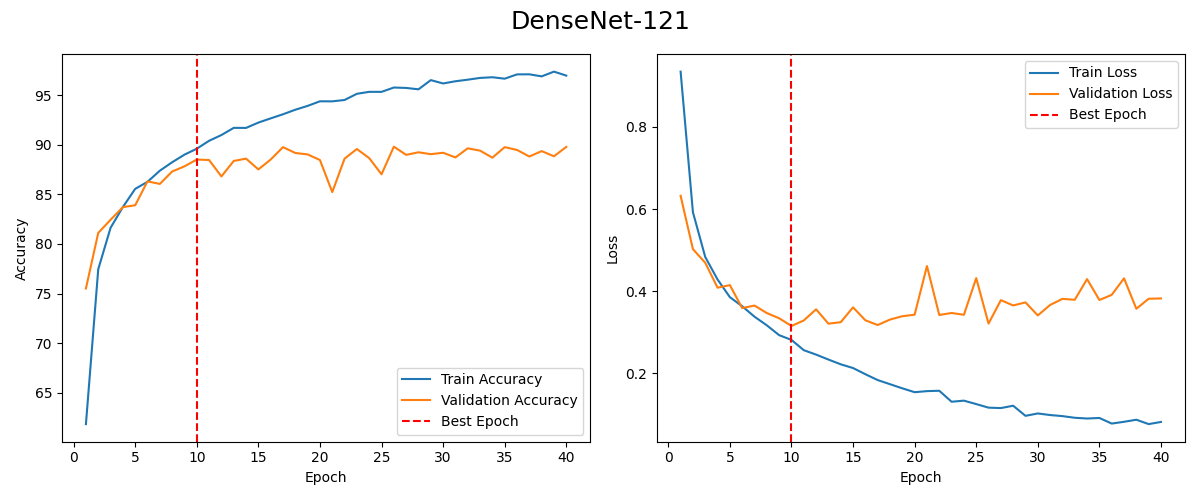 DenseNet-121
Accuracy
95
90
85
80
75
70
65
0 5 10 15 20 25 30 35 40
Epoch
Train Accuracy
Validation Accuracy
Best Epoch
Loss
0.8
0.6
0.4
0.2
0 5 10 15 20 25 30 35 40
Epoch
Train Loss
Validation Loss
Best Epoch